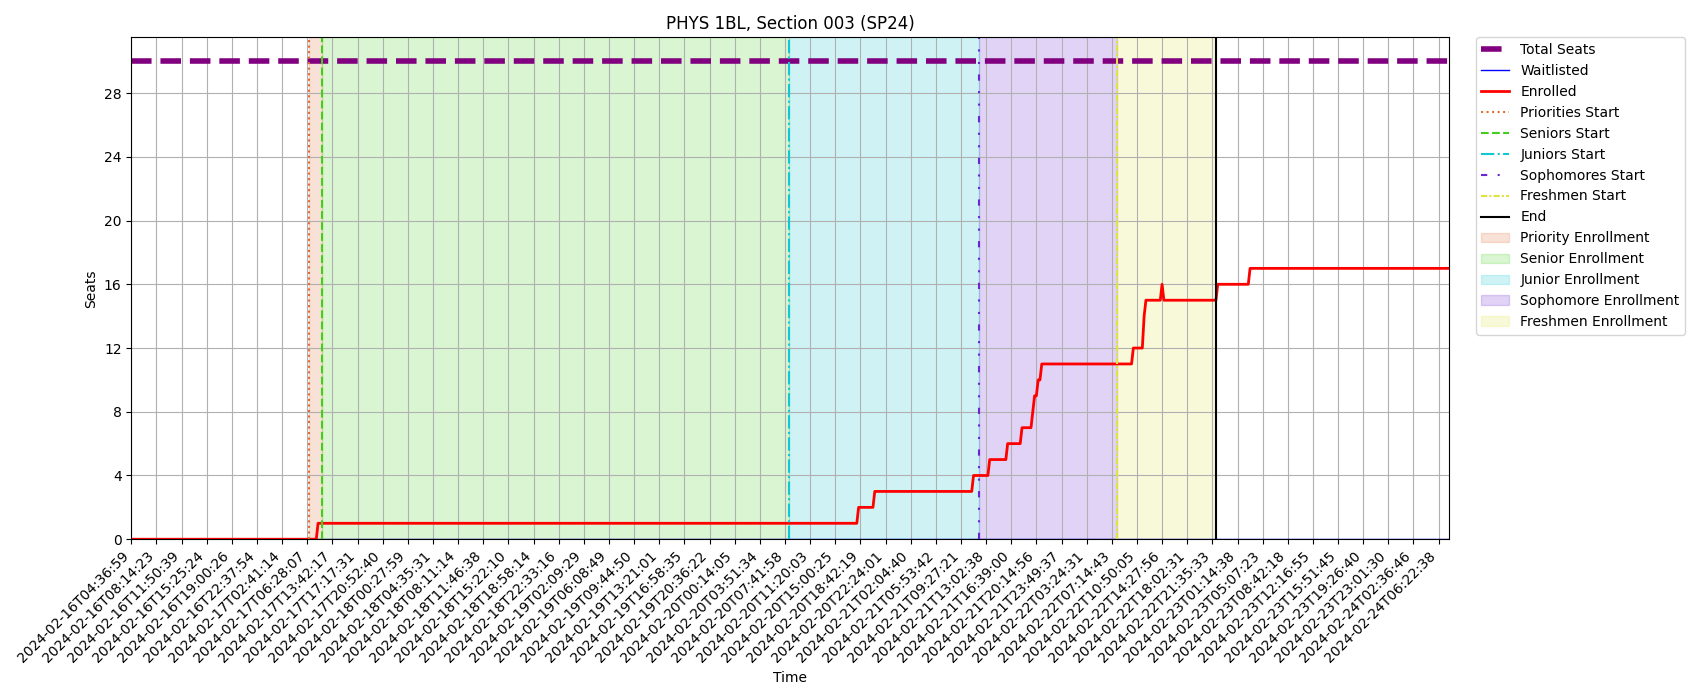 PHYS 1BL, Section 003 (SP24)
Total Seats
Waitlisted
Enrolled
Priorities Start
Seniors Start
Juniors Start
Sophomores Start
Freshmen Start
End
Priority Enrollment
Senior Enrollment
Junior Enrollment
Sophomore Enrollment
Freshmen Enrollment
Seats
28
24
20
16
12
8
4
0
2024-02-16T04:36:59
2024-02-16T08:14:23
2024-02-16T11:50:39
2024-02-16T15:25:24
2024-02-16T19:00:26
2024-02-16T22:37:54
2024-02-17T02:41:14
2024-02-17T06:28:07
2024-02-17T13:42:17
2024-02-17T17:17:31
2024-02-17T20:52:40
2024-02-18T00:27:59
2024-02-18T04:35:31
2024-02-18T08:11:14
2024-02-18T11:46:38
2024-02-18T15:22:10
2024-02-18T18:58:14
2024-02-18T22:33:16
2024-02-19T02:09:29
2024-02-19T06:08:49
2024-02-19T09:44:50
2024-02-19T13:21:01
2024-02-19T16:58:35
2024-02-19T20:36:22
2024-02-20T00:14:05
2024-02-20T03:51:34
2024-02-20T07:41:58
2024-02-20T11:20:03
2024-02-20T15:00:25
2024-02-20T18:42:19
2024-02-20T22:24:01
2024-02-21T02:04:40
2024-02-21T05:53:42
2024-02-21T09:27:21
2024-02-21T13:02:38
2024-02-21T16:39:00
2024-02-21T20:14:56
2024-02-21T23:49:37
2024-02-22T03:24:31
2024-02-22T07:14:43
2024-02-22T10:50:05
2024-02-22T14:27:56
2024-02-22T18:02:31
2024-02-22T21:35:33
2024-02-23T01:14:38
2024-02-23T05:07:23
2024-02-23T08:42:18
2024-02-23T12:16:55
2024-02-23T15:51:45
2024-02-23T19:26:40
2024-02-23T23:01:30
2024-02-24T02:36:46
2024-02-24T06:22:38
Time